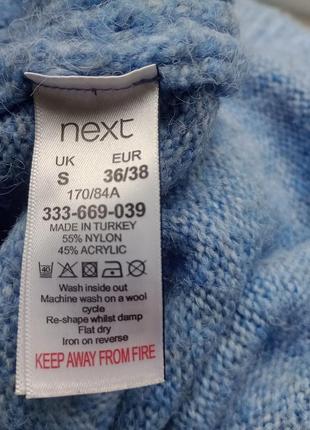 next
UK EUR
S 36/38
170/84A
333-669-039
MADE IN TURKEY
55% NYLON
45% ACRYLIC
40
Wash inside out
Machine wash on a wool
cycle
Re-shape whilst damp
Flat dry
Iron on reverse
KEEP AWAY FROM FIRE